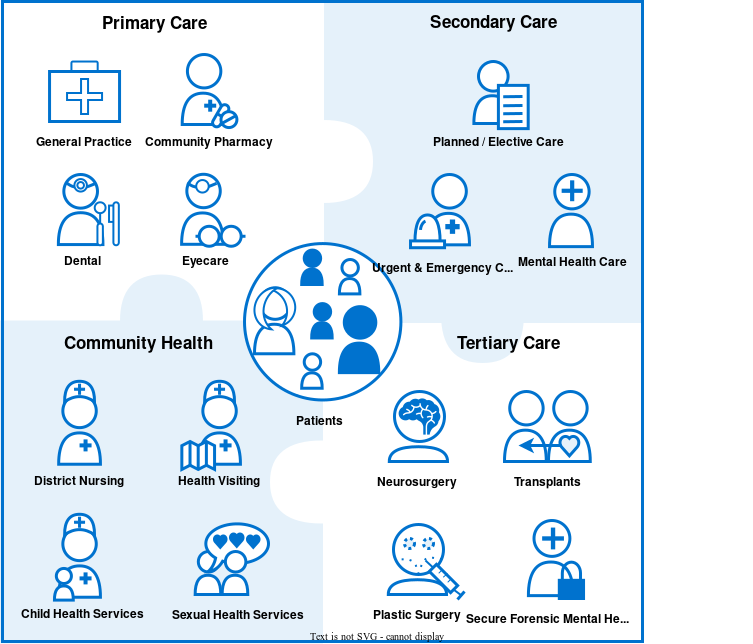 Primary Care
Secondary Care
General Practice
Community Pharmacy
Planned / Elective Care
Dental
Eyecare
Urgent & Emergency C...
Mental Health Care
Community Health
Tertiary Care
Patients
District Nursing
Health Visiting
Neurosurgery
Transplants
Child Health Services
Sexual Health Services
Plastic Surgery
Secure Forensic Mental He...
Text is not SVG - cannot display